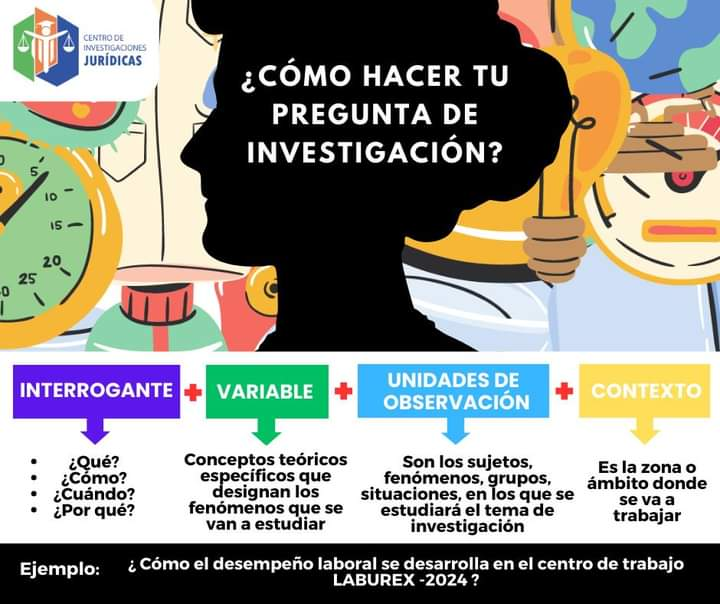 CENTRO DE
INVESTIGACIONES
JURÍDICAS
¿CÓMO HACER TU
PREGUNTA DE
INVESTIGACIÓN?
0
5
10
15
20
25
30
INTERROGANTE + VARIABLE + UNIDADES DE OBSERVACIÓN + CONTEXTO
• ¿Qué?
• ¿Cómo?
• ¿Cuándo?
• ¿Por qué?
Conceptos teóricos
específicos que
designan los
fenómenos que se
van a estudiar
Son los sujetos,
fenómenos, grupos,
situaciones, en los que se
estudiará el tema de
investigación
Es la zona o
ámbito donde
se va a
trabajar
Ejemplo: ¿ Cómo el desempeño laboral se desarrolla en el centro de trabajo
LABUREX -2024 ?